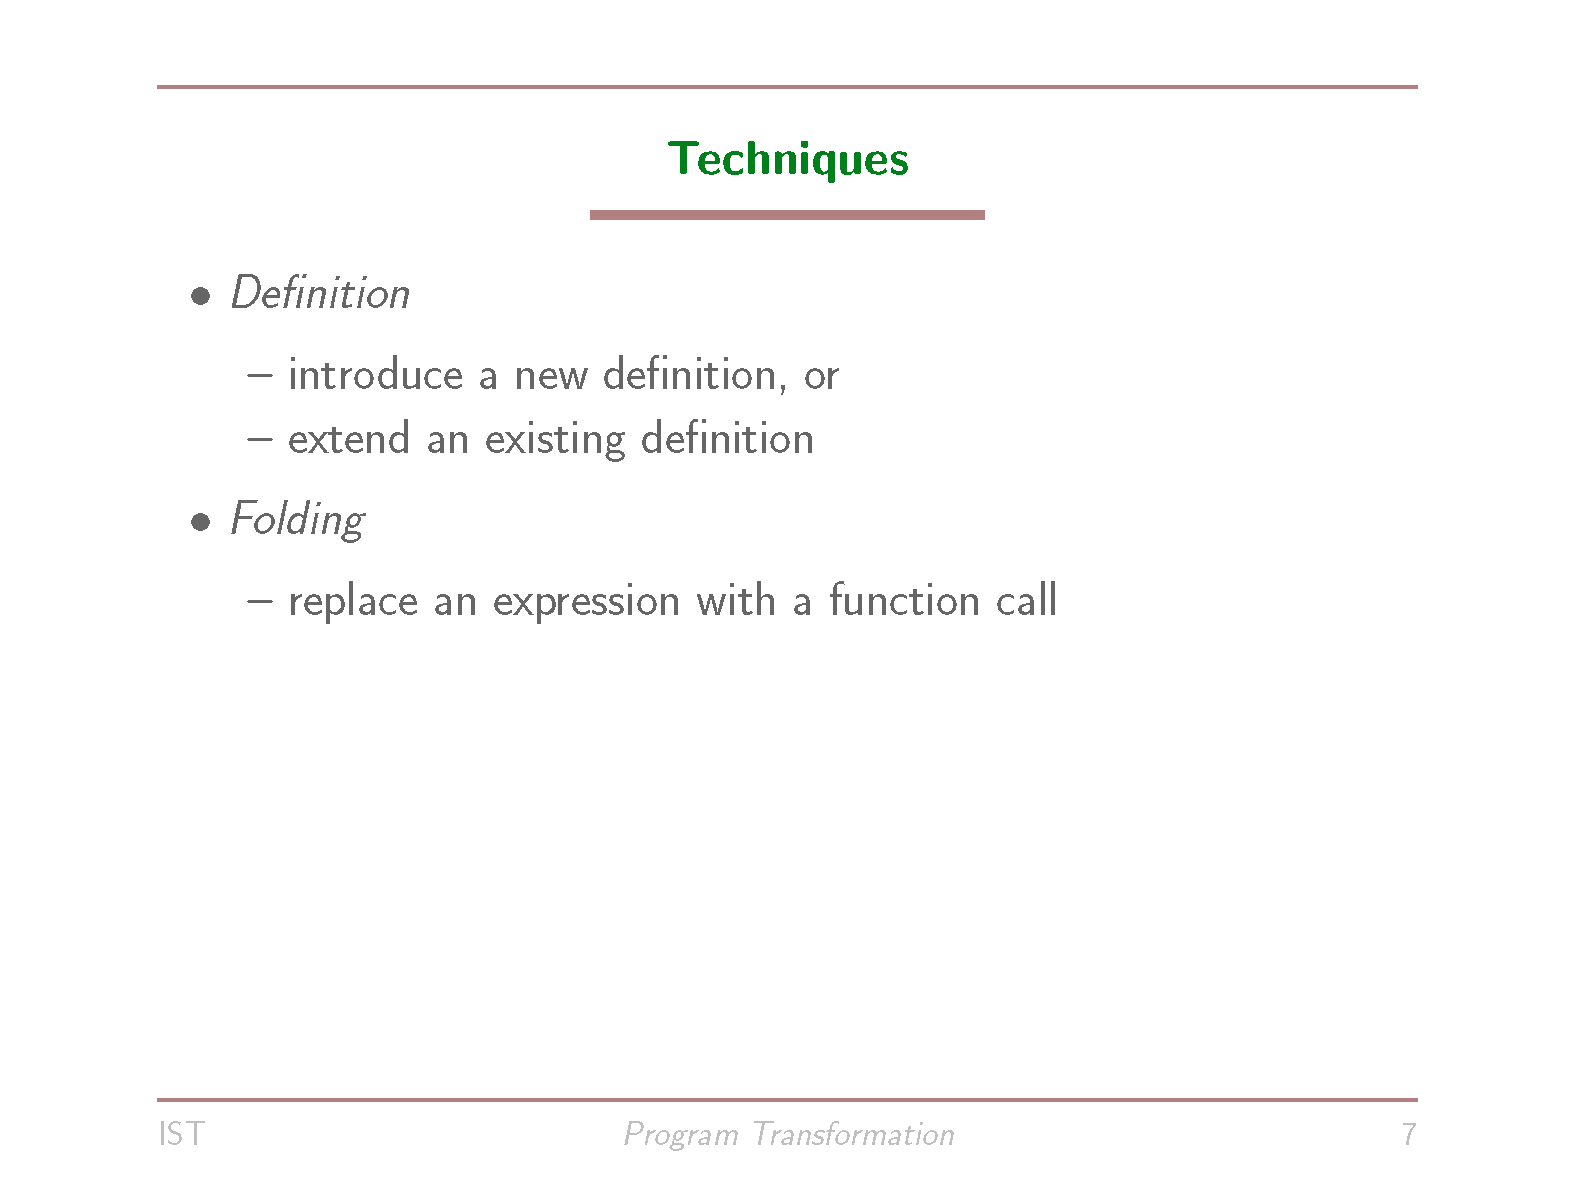 Techniques
• Definition
– introduce a new definition, or
– extend an existing definition
• Folding
– replace an expression with a function call
IST Program Transformation 7